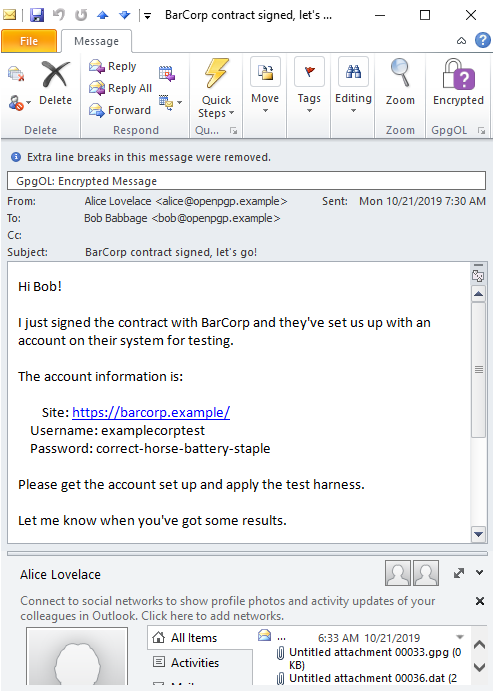 BarCorp contract signed, let's ...
File
Message
Reply
Reply All
Forward
Delete
Quick
Steps
Move
Tags
Editing
Zoom
Encrypted
Delete
Respond
Qu...
Zoom
GpgOL
Extra line breaks in this message were removed.
GpgOL: Encrypted Message
From: Alice Lovelace <alice@openpgp.example> Sent: Mon 10/21/2019 7:30 AM
To: Bob Babbage <bob@openpgp.example>
Cc:
Subject: BarCorp contract signed, let's go!
Hi Bob!
I just signed the contract with BarCorp and they've set us up with an
account on their system for testing.
The account information is:
Site: https://barcorp.example/
Username: examplecorptest
Password: correct-horse-battery-staple
Please get the account set up and apply the test harness.
Let me know when you've got some results.
Alice Lovelace
Connect to social networks to show profile photos and activity updates of your
colleagues in Outlook. Click here to add networks.
All Items
Activities
... 6:33 AM 10/21/2019
Untitled attachment 00033.gpg (0
KB)
Untitled attachment 00036.dat (2